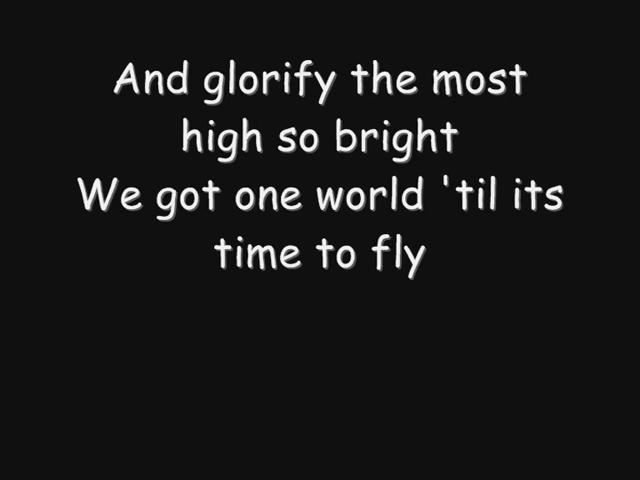 And glorify the most
high so bright
We got one world 'til its
time to fly